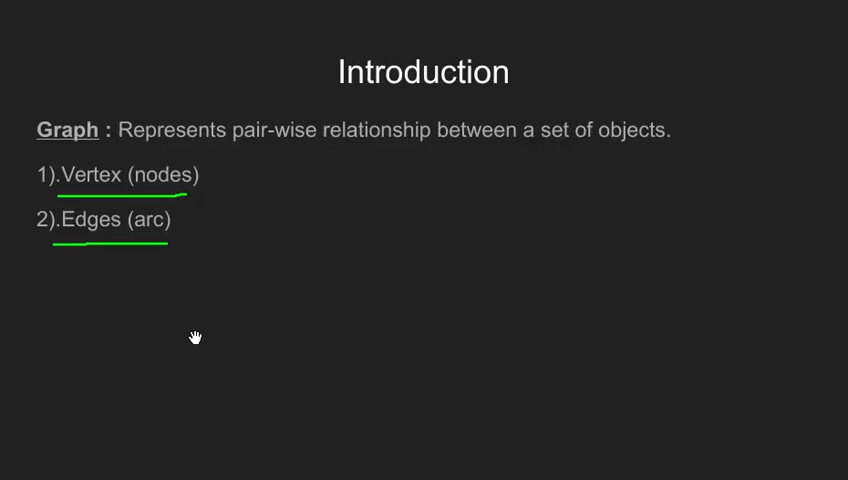 Introduction
Graph : Represents pair-wise relationship between a set of objects.
1).Vertex (nodes)
2).Edges (arc)